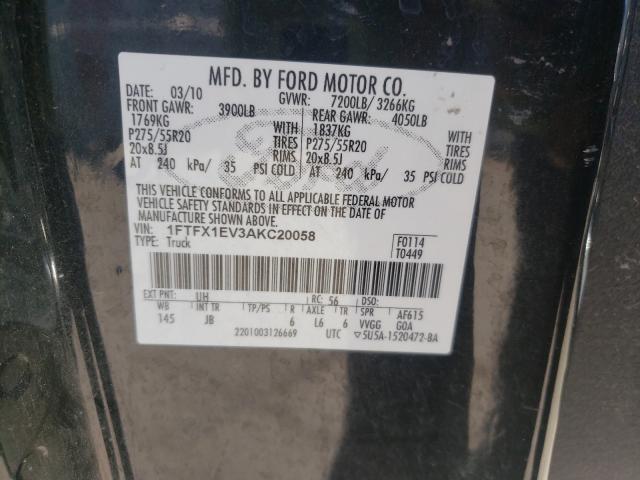 MFD. BY FORD MOTOR CO.
DATE: 03/10 GVWR: 7200LB/ 3266KG
FRONT GAWR: 3900LB REAR GAWR: 4050LB
1769KG WITH 1837KG WITH
P275/55R20 TIRES P275/55R20 TIRES
20x8.5J RIMS 20x8.5J RIMS
AT 240 kPa/ 35 PSI COLD AT 240 kPa/ 35 PSI COLD
Ford
THIS VEHICLE CONFORMS TO ALL APPLICABLE FEDERAL MOTOR
VEHICLE SAFETY STANDARDS IN EFFECT ON THE DATE OF
MANUFACTURE SHOWN ABOVE.
VIN: 1FTFX1EV3AKC20058
TYPE: Truck
F0114
T0449
EXT PNT: UH RC: 56 DSO:
WB INT TR TP/PS R AXLE TR SPR AF615
145 JB 6 L6 6 VVGG GOA
2201003126669 UTC 5U5A-1520472-BA